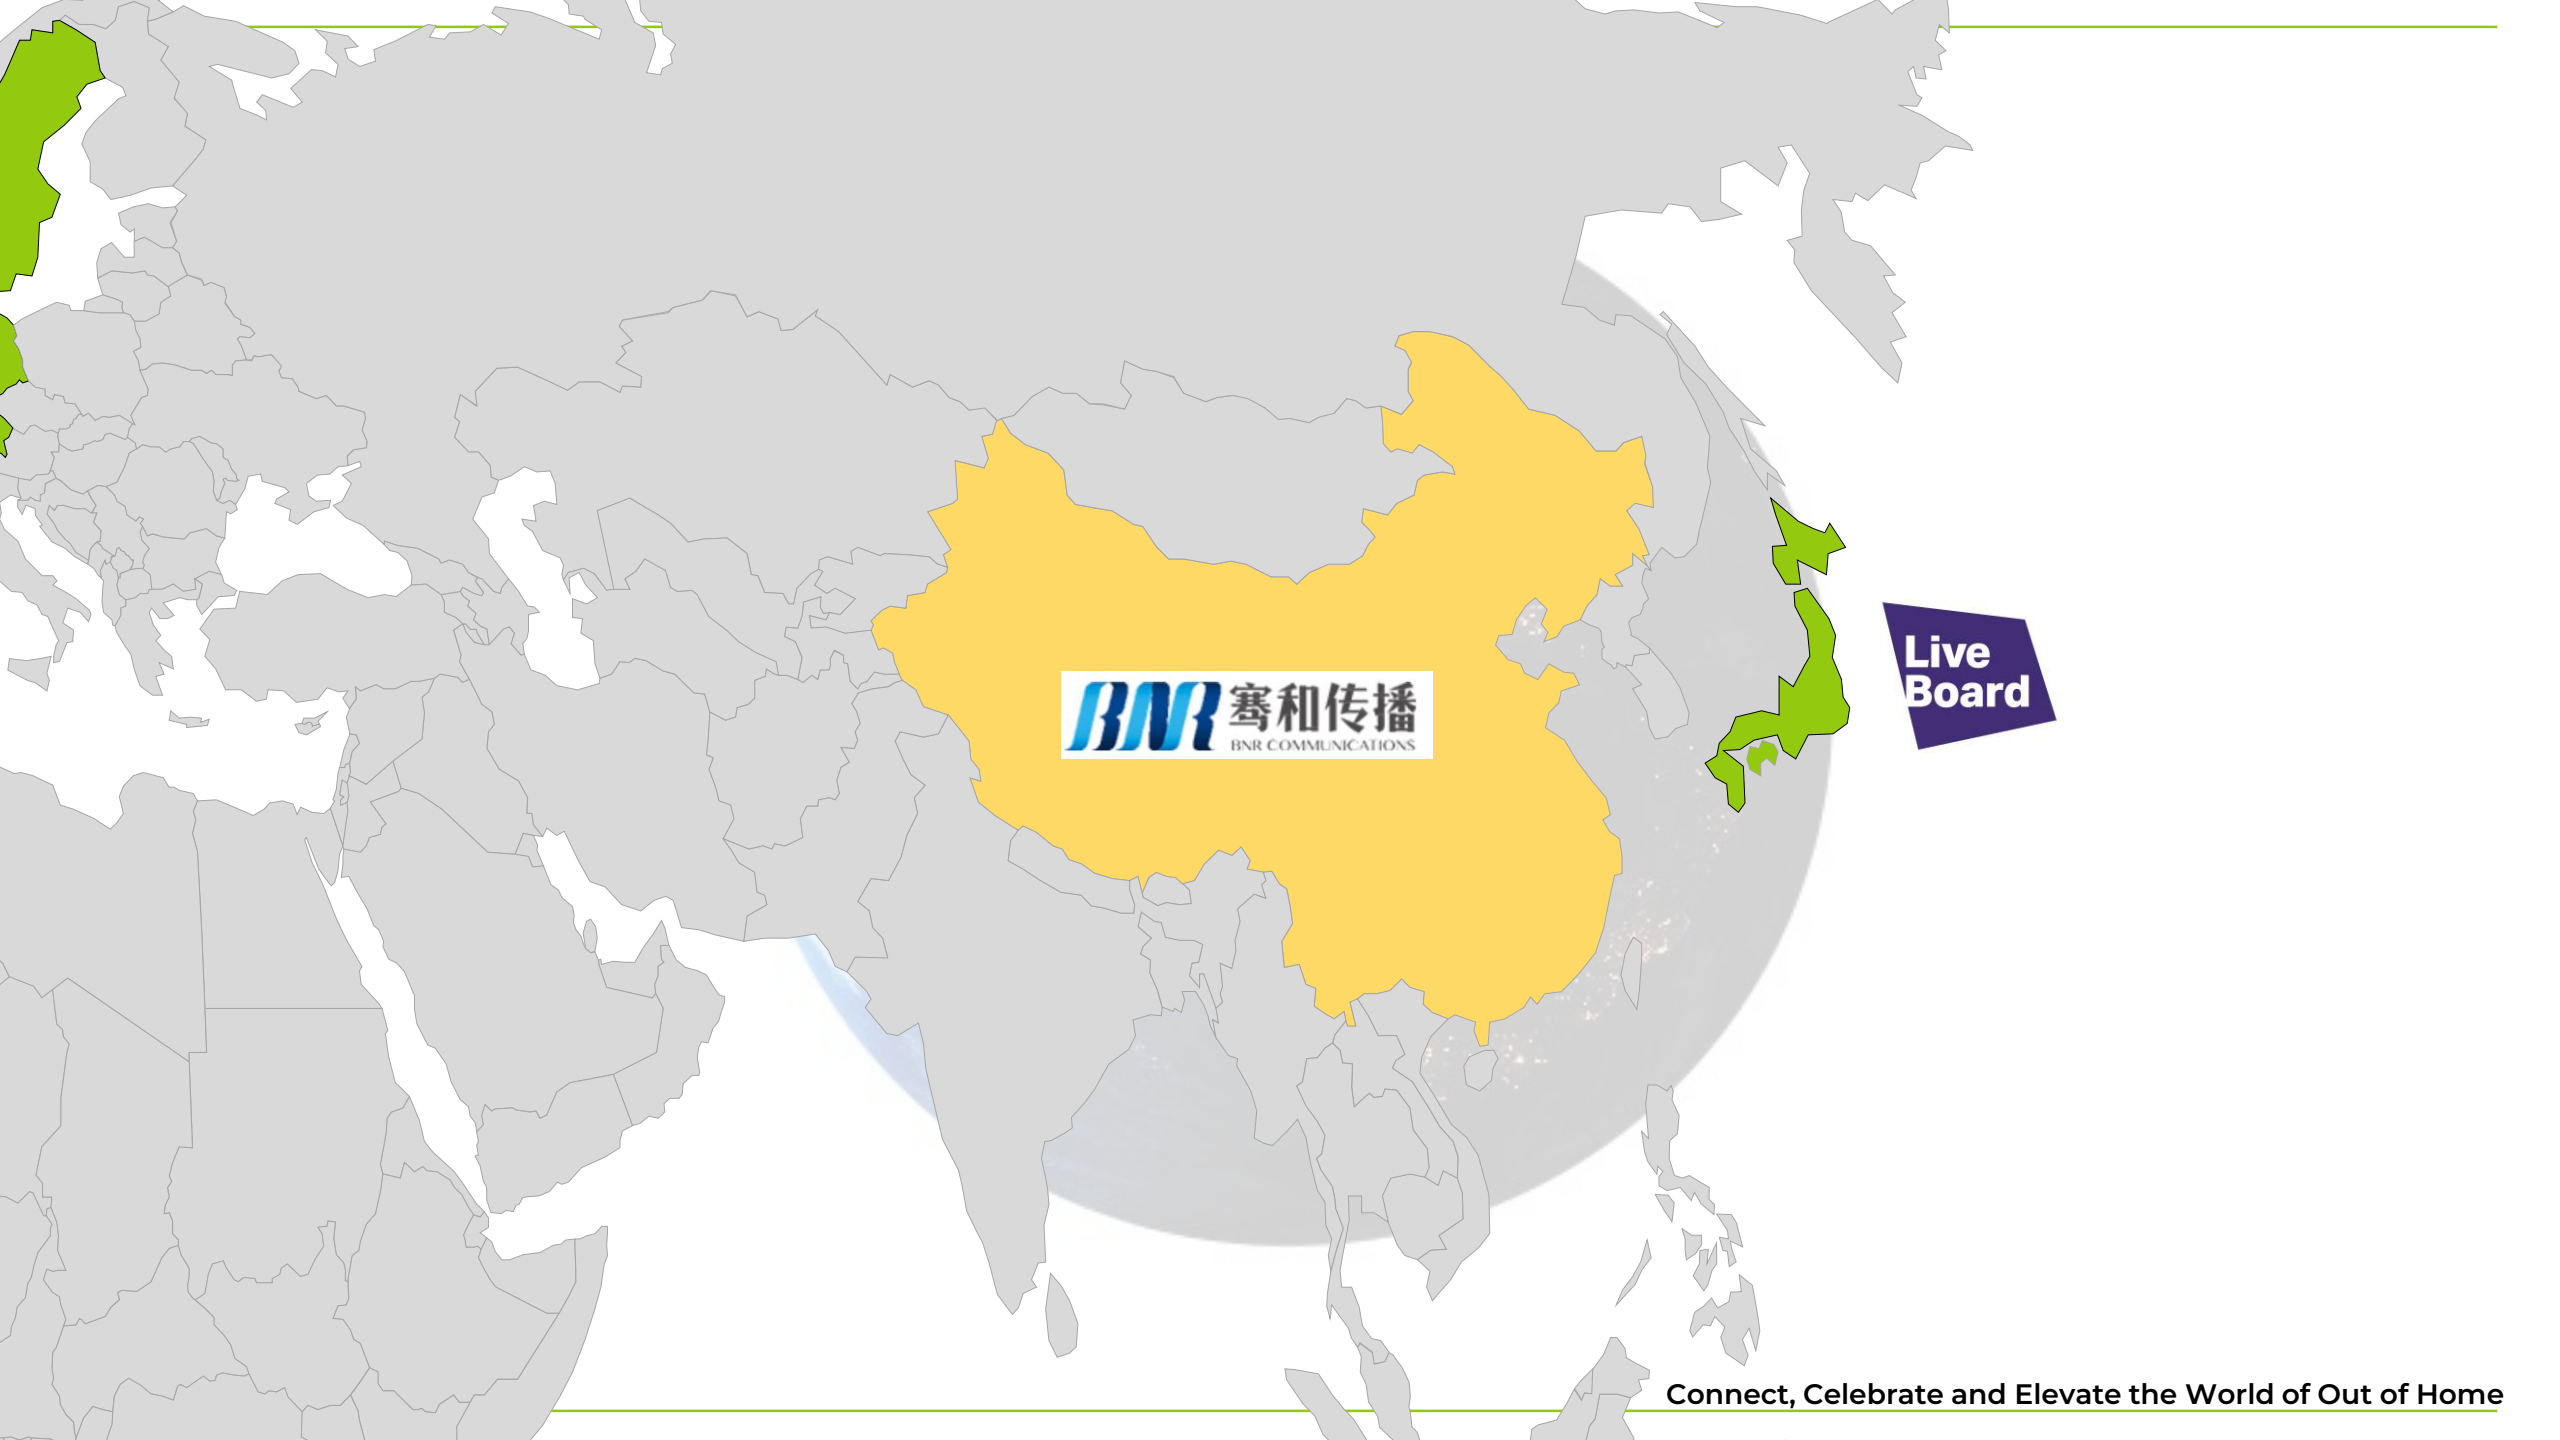 BNR 骞和传播
BNR COMMUNICATIONS
Live
Board
Connect, Celebrate and Elevate the World of Out of Home